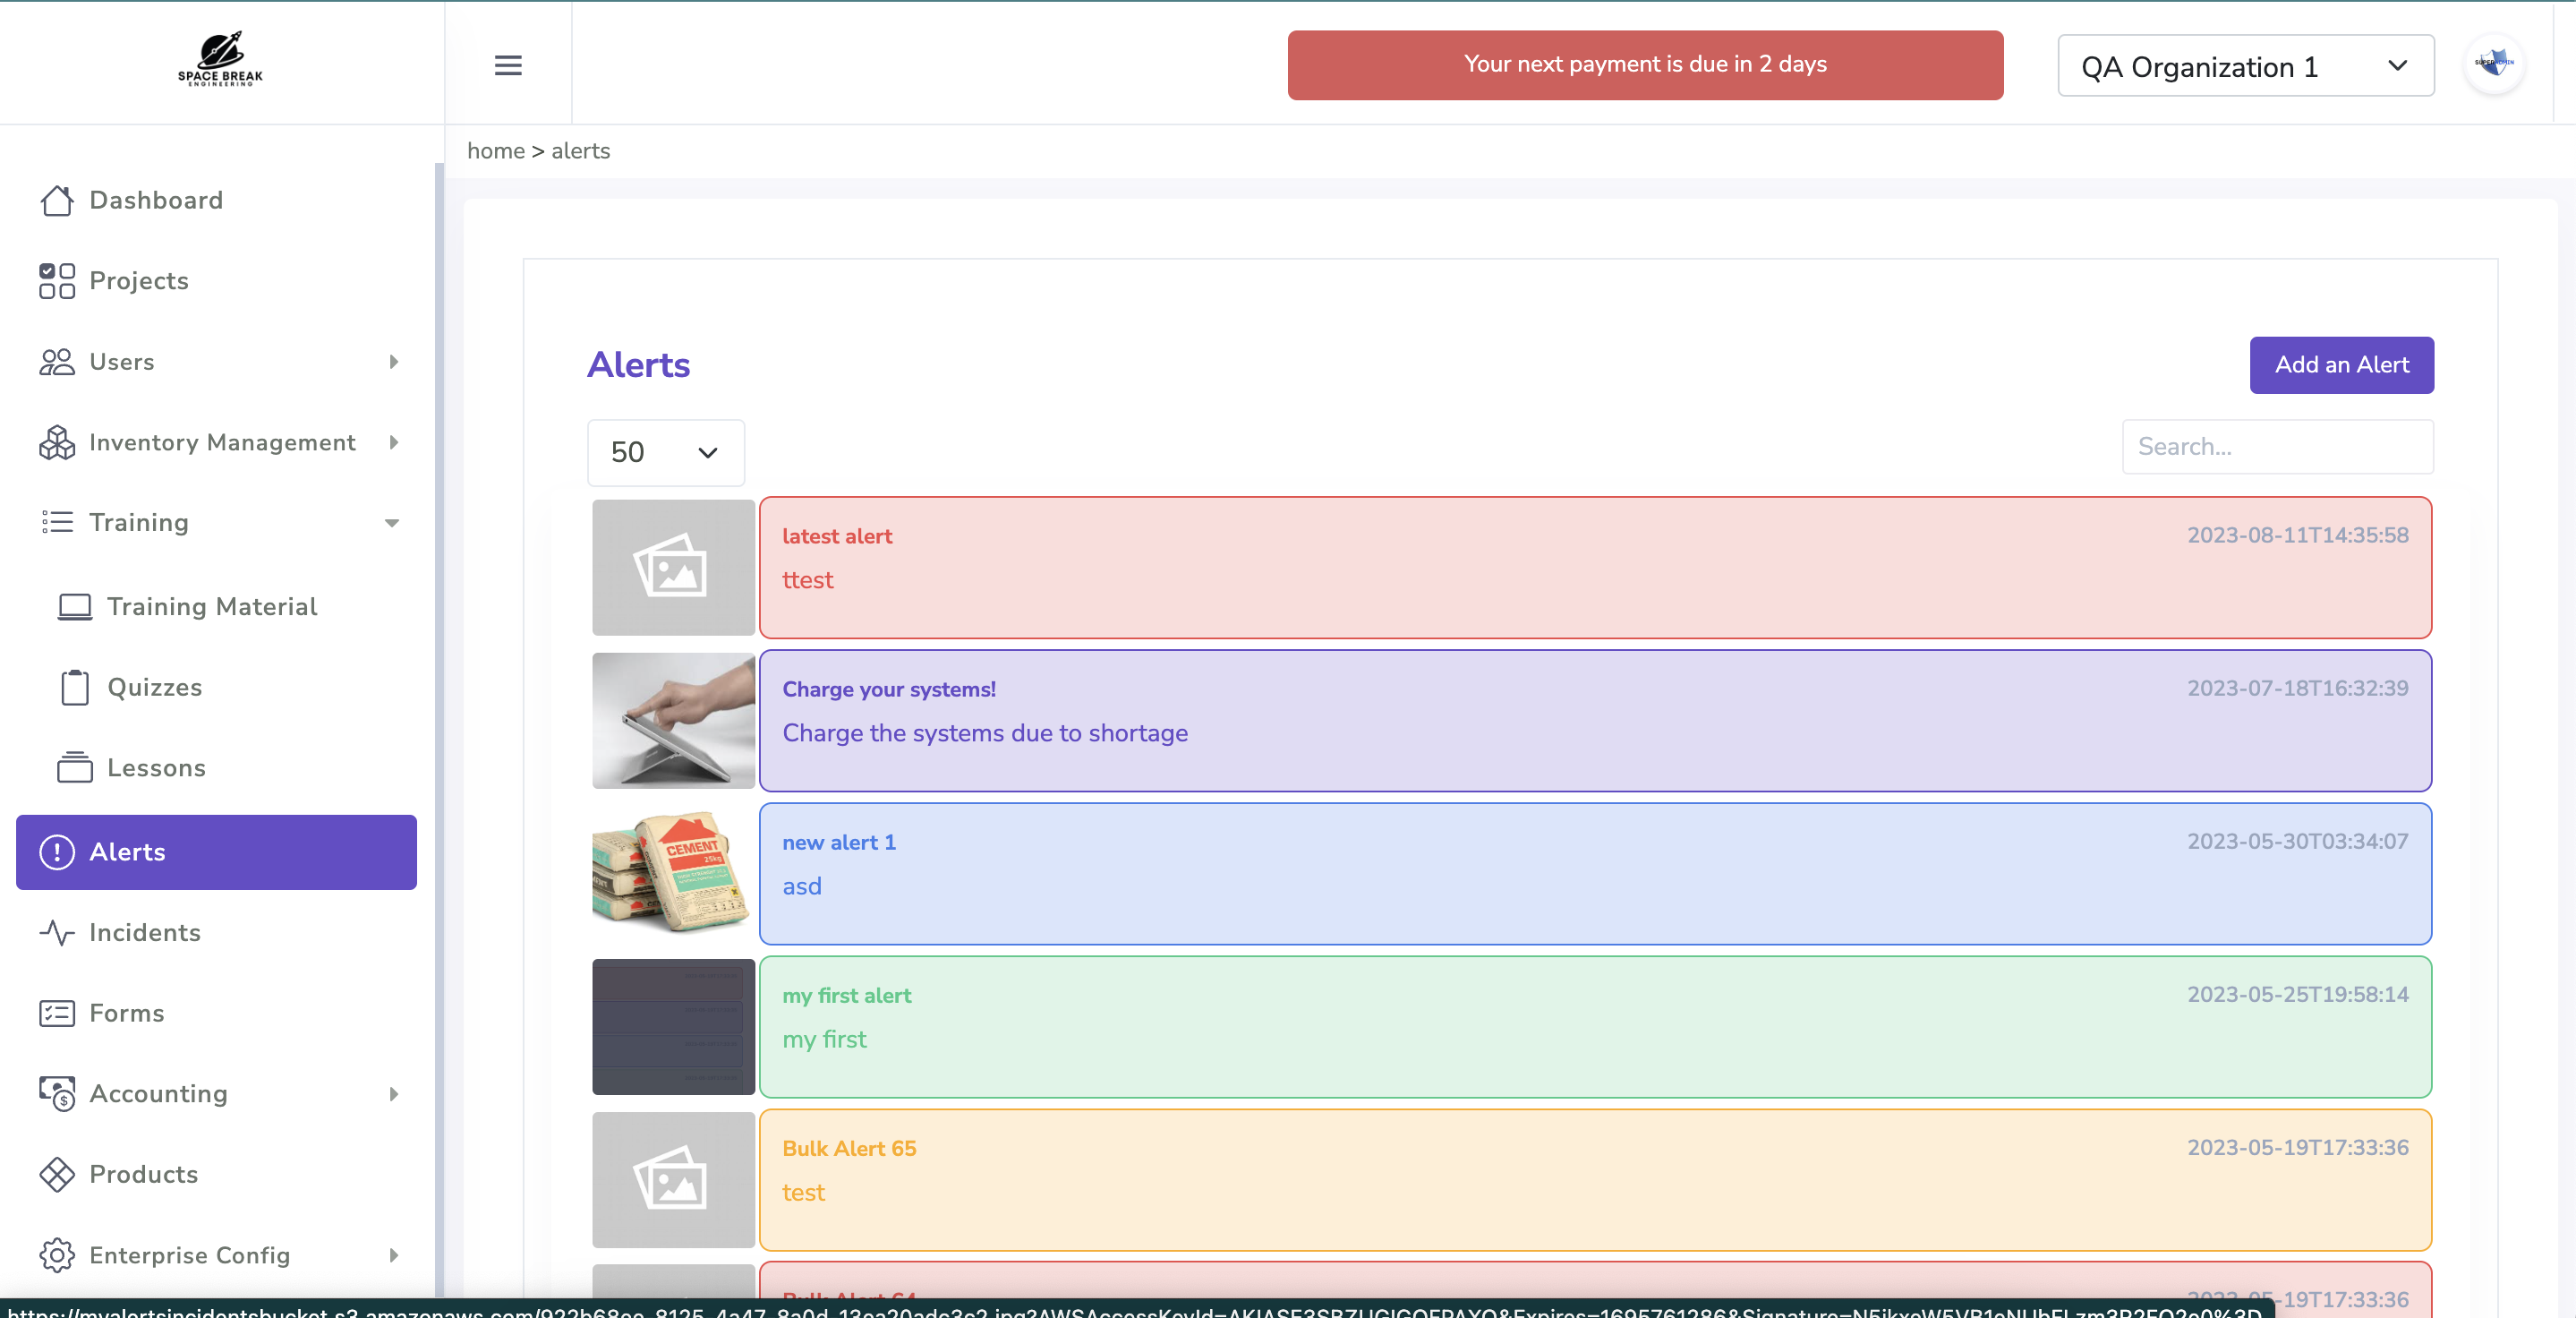 SPACE BREAK
ENGINEERING
Your next payment is due in 2 days
QA Organization 1
home > alerts
Dashboard
Projects
Users
Inventory Management
Training
Training Material
Quizzes
Lessons
Alerts
Incidents
Forms
Accounting
Products
Enterprise Config
Alerts
Add an Alert
50
Search...
latest alert
2023-08-11T14:35:58
ttest
Charge your systems!
2023-07-18T16:32:39
Charge the systems due to shortage
CEMENT
25kg
new alert 1
2023-05-30T03:34:07
asd
my first alert
2023-05-25T19:58:14
my first
Bulk Alert 65
2023-05-19T17:33:36
test
Bulk Alert 64
-19T17:33:36